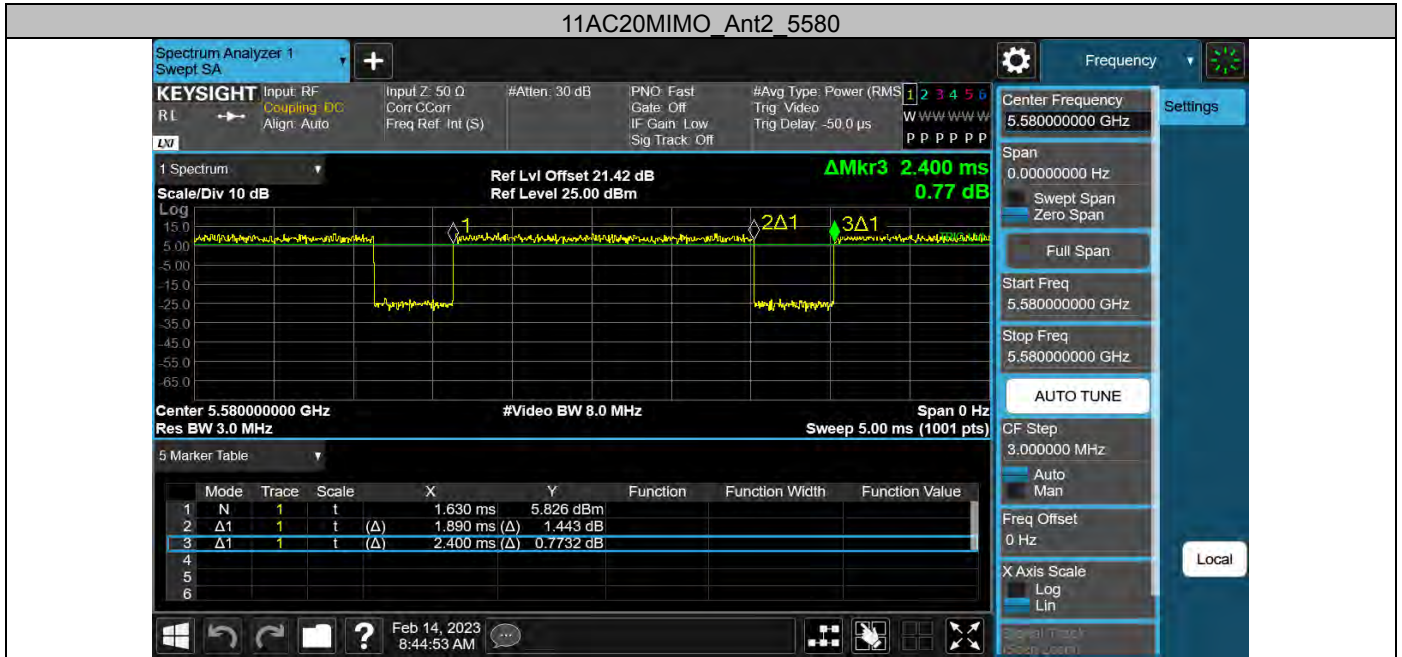 11AC20MIMO_Ant2_5580
Spectrum Analyzer 1
Swept SA
Frequency
KEYSIGHT
RL
LXI
Input: RF
Coupling: DC
Align: Auto
Input Z: 50 Ω
Corr CCorr
Freq Ref: Int (S)
#Atten: 30 dB
PNO: Fast
Gate: Off
IF Gain: Low
Sig Track: Off
#Avg Type: Power (RMS
Trig: Video
Trig Delay: -50.0 µs
1 2 3 4 5 6
W W W W W W
P P P P P P
Center Frequency
5.580000000 GHz
Settings
1 Spectrum
Scale/Div 10 dB
Ref Lvl Offset 21.42 dB
Ref Level 25.00 dBm
ΔMkr3 2.400 ms
0.77 dB
Log
15.0
5.00
-5.00
-15.0
-25.0
-35.0
-45.0
-55.0
-65.0
1
2Δ1
3Δ1
Center 5.580000000 GHz
Res BW 3.0 MHz
#Video BW 8.0 MHz
Span 0 Hz
Sweep 5.00 ms (1001 pts)
Span
0.00000000 Hz
Swept Span
Zero Span
Full Span
Start Freq
5.580000000 GHz
Stop Freq
5.580000000 GHz
AUTO TUNE
CF Step
3.000000 MHz
Auto
Man
Freq Offset
0 Hz
X Axis Scale
Log
Lin
Local
5 Marker Table
Mode Trace Scale X Y Function Function Width Function Value
1 N 1 t 1.630 ms 5.826 dBm
2 Δ1 1 t (Δ) 1.890 ms (Δ) 1.443 dB
3 Δ1 1 t (Δ) 2.400 ms (Δ) 0.7732 dB
4
5
6
?
Feb 14, 2023
8:44:53 AM
Signal Track
(Span Zoom)